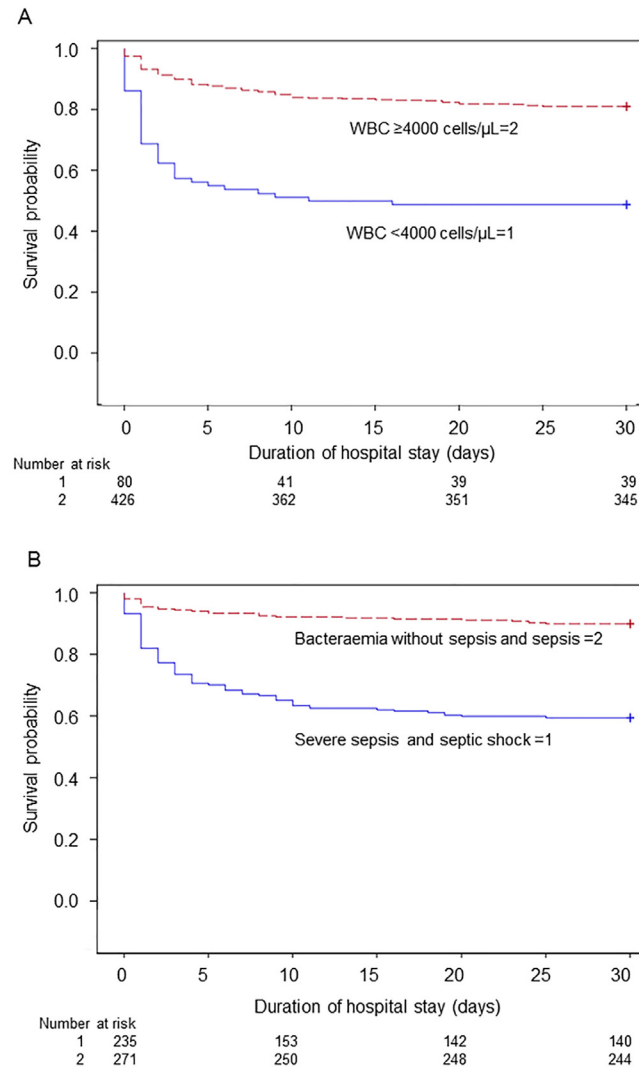 A
1.0
0.8
0.6
0.4
0.2
0.0
Survival probability
WBC ≥4000 cells/µL=2
WBC <4000 cells/µL=1
0 5 10 15 20 25 30
Duration of hospital stay (days)
Number at risk
1 80 41 39 39
2 426 362 351 345
B
1.0
0.8
0.6
0.4
0.2
0.0
Survival probability
Bacteraemia without sepsis and sepsis =2
Severe sepsis and septic shock =1
0 5 10 15 20 25 30
Duration of hospital stay (days)
Number at risk
1 235 153 142 140
2 271 250 248 244